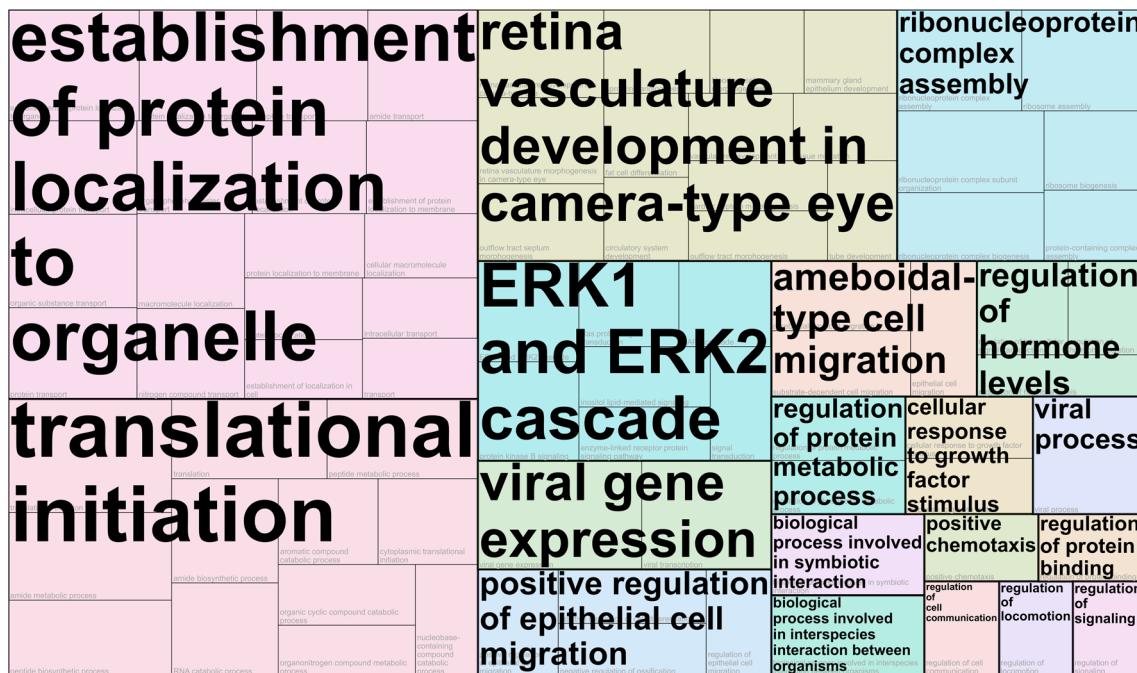 establishment
of protein
localization
to
organelle
amide transport
localization to membrane
protein localization to membrane
cellular macromolecule
localization
organic substance transport
macromolecule localization
intracellular transport
establishment of localization in
cell
protein transport
nitrogen compound transport
transport
translational
initiation
translation
peptide metabolic process
aromatic compound
catabolic process
cytoplasmic translational
initiation
amide biosynthetic process
amide metabolic process
organic cyclic compound catabolic
process
nucleobase-
containing
compound
catabolic
process
organonitrogen compound metabolic
process
peptide biosynthetic process
RNA catabolic process
retina
vasculature
development in
camera-type eye
mammary gland
epithelium development
retina vasculature morphogenesis
in camera-type eye
fat cell differentiation
outflow tract septum
morphogenesis
circulatory system
development
outflow tract morphogenesis
tube development
ribonucleoprotein
complex
assembly
ribonucleoprotein complex
assembly
ribosome assembly
ribonucleoprotein complex subunit
organization
ribosome biogenesis
ribonucleoprotein complex biogenesis
protein-containing complex
assembly
ERK1
and ERK2
cascade
inositol lipid-mediated signaling
protein kinase B signaling
enzyme-linked receptor protein
signaling pathway
signal
transduction
ameboidal-
type cell
migration
substrate-dependent cell migration
epithelial cell
migration
regulation
of
hormone
levels
regulation
of protein
metabolic
process
cellular
response
to growth
factor
stimulus
viral
process
viral process
viral gene
expression
viral gene expression
viral transcription
positive regulation
of epithelial cell
migration
migration
negative regulation of ossification
regulation of
epithelial cell
migration
biological
process involved
in symbiotic
interaction
positive
chemotaxis
positive chemotaxis
regulation
of protein
binding
biological
process involved
in interspecies
interaction between
organisms
regulation
of
cell
communication
regulation of cell
communication
regulation
of
locomotion
regulation of
locomotion
regulation
of
signaling
regulation of
signaling